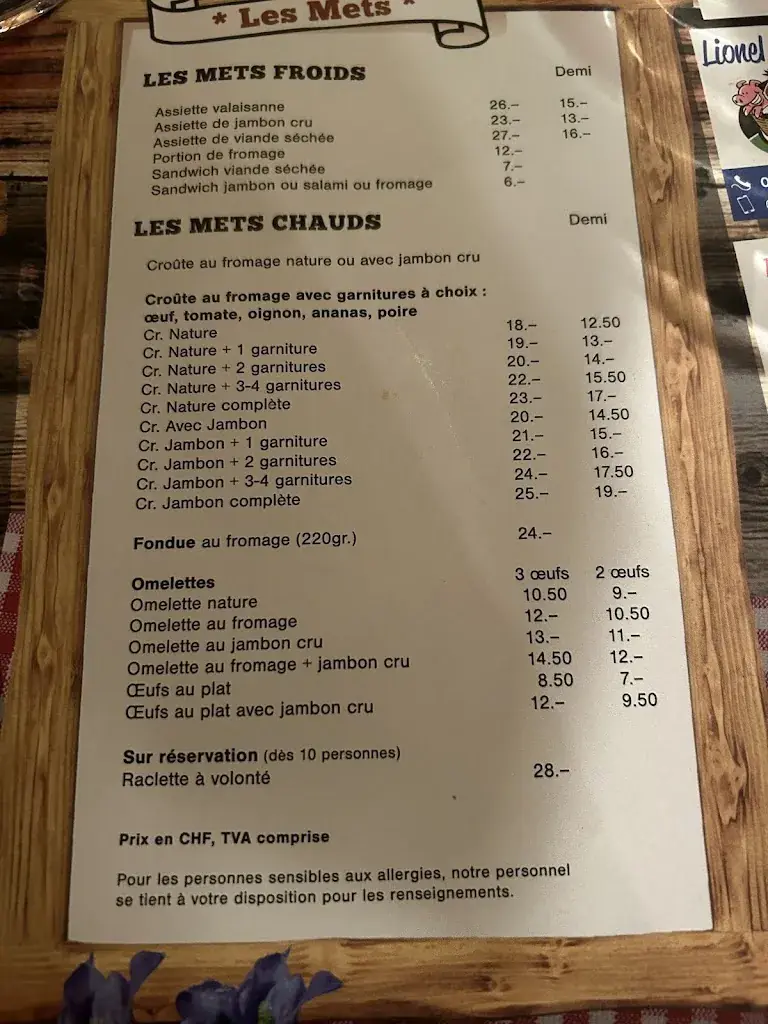 * Les Mets *
LES METS FROIDS Demi
Assiette valaisanne 26.– 15.–
Assiette de jambon cru 23.– 13.–
Assiette de viande séchée 27.– 16.–
Portion de fromage 12.–
Sandwich viande séchée 7.–
Sandwich jambon ou salami ou fromage 6.–
LES METS CHAUDS Demi
Croûte au fromage nature ou avec jambon cru
Croûte au fromage avec garnitures à choix :
œuf, tomate, oignon, ananas, poire
Cr. Nature 18.– 12.50
Cr. Nature + 1 garniture 19.– 13.–
Cr. Nature + 2 garnitures 20.– 14.–
Cr. Nature + 3-4 garnitures 22.– 15.50
Cr. Nature complète 23.– 17.–
Cr. Avec Jambon 20.– 14.50
Cr. Jambon + 1 garniture 21.– 15.–
Cr. Jambon + 2 garnitures 22.– 16.–
Cr. Jambon + 3-4 garnitures 24.– 17.50
Cr. Jambon complète 25.– 19.–
Fondue au fromage (220gr.) 24.–
Omelettes 3 œufs 2 œufs
Omelette nature 10.50 9.–
Omelette au fromage 12.– 10.50
Omelette au jambon cru 13.– 11.–
Omelette au fromage + jambon cru 14.50 12.–
Œufs au plat 8.50 7.–
Œufs au plat avec jambon cru 12.– 9.50
Sur réservation (dès 10 personnes)
Raclette à volonté 28.–
Prix en CHF, TVA comprise
Pour les personnes sensibles aux allergies, notre personnel
se tient à votre disposition pour les renseignements.
Lionel